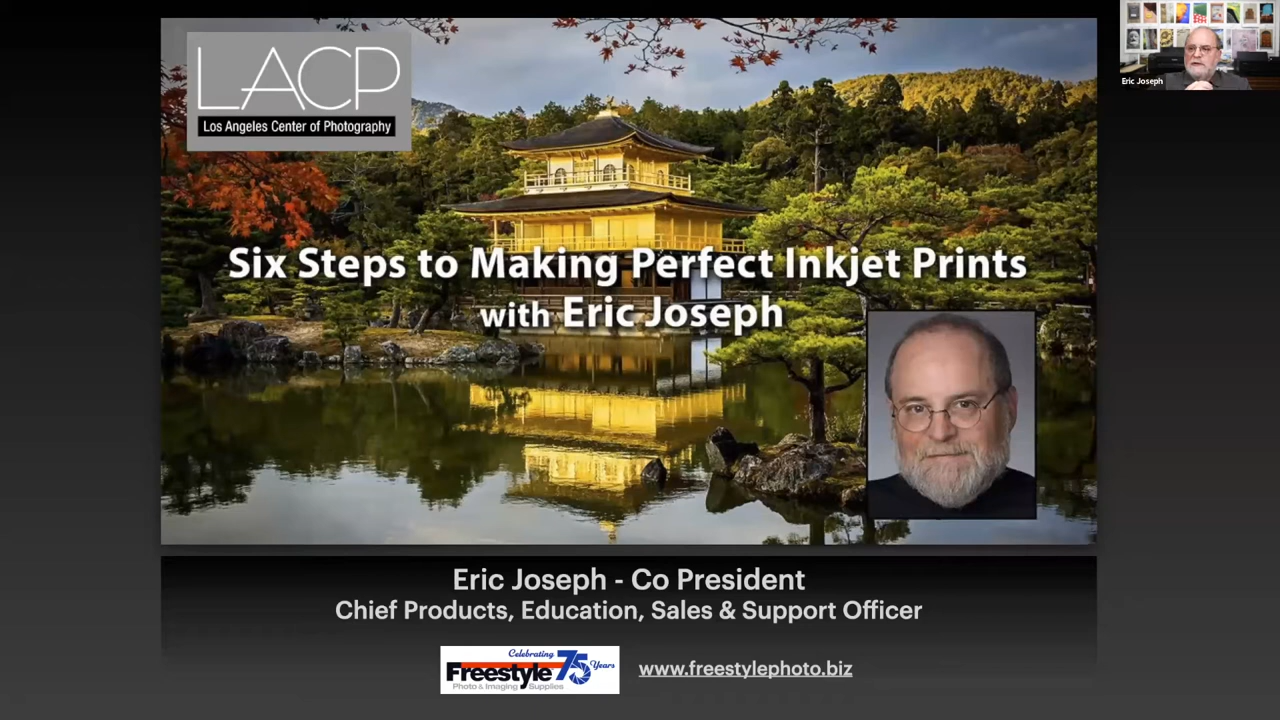 LACP
Los Angeles Center of Photography
Eric Joseph
Six Steps to Making Perfect Inkjet Prints
with Eric Joseph
Eric Joseph - Co President
Chief Products, Education, Sales & Support Officer
Celebrating
Freestyle 75 Years
Photo & Imaging Supplies
www.freestylephoto.biz